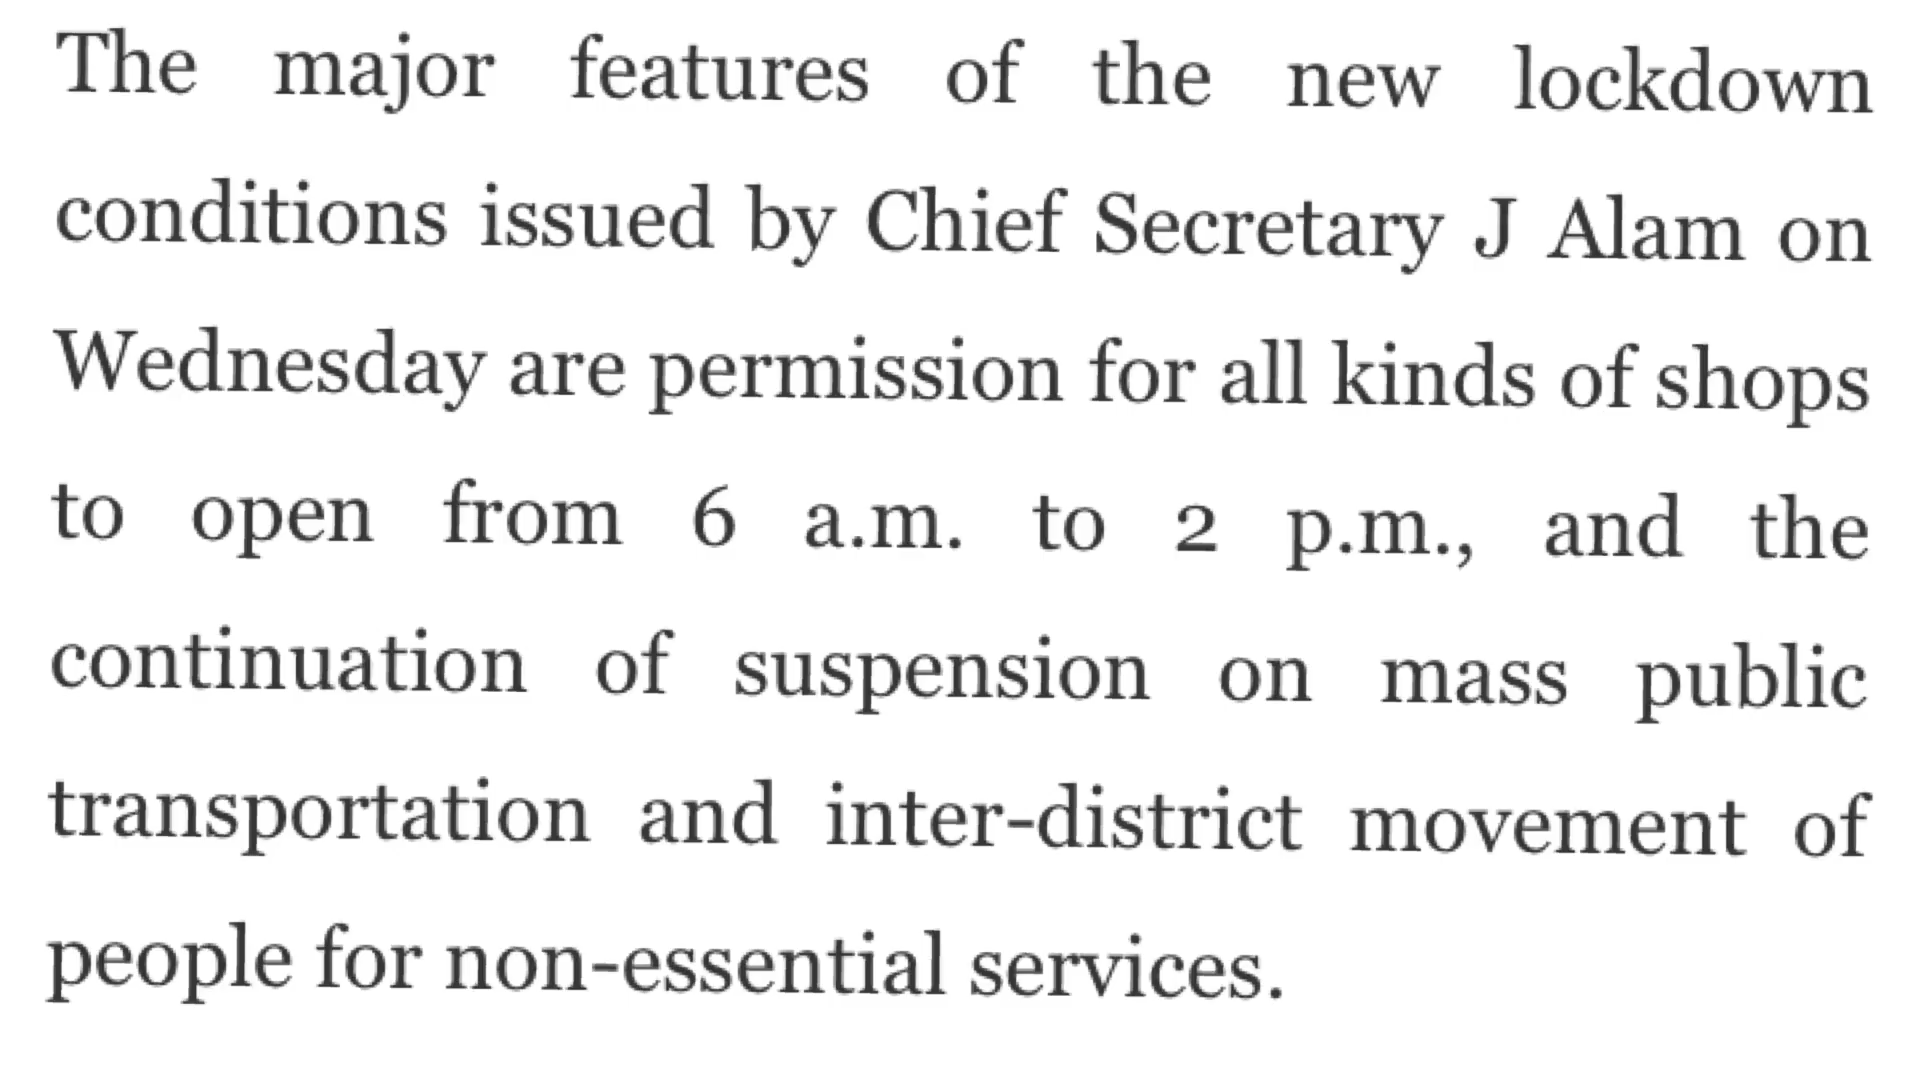 The major features of the new lockdown
conditions issued by Chief Secretary J Alam on
Wednesday are permission for all kinds of shops
to open from 6 a.m. to 2 p.m., and the
continuation of suspension on mass public
transportation and inter-district movement of
people for non-essential services.